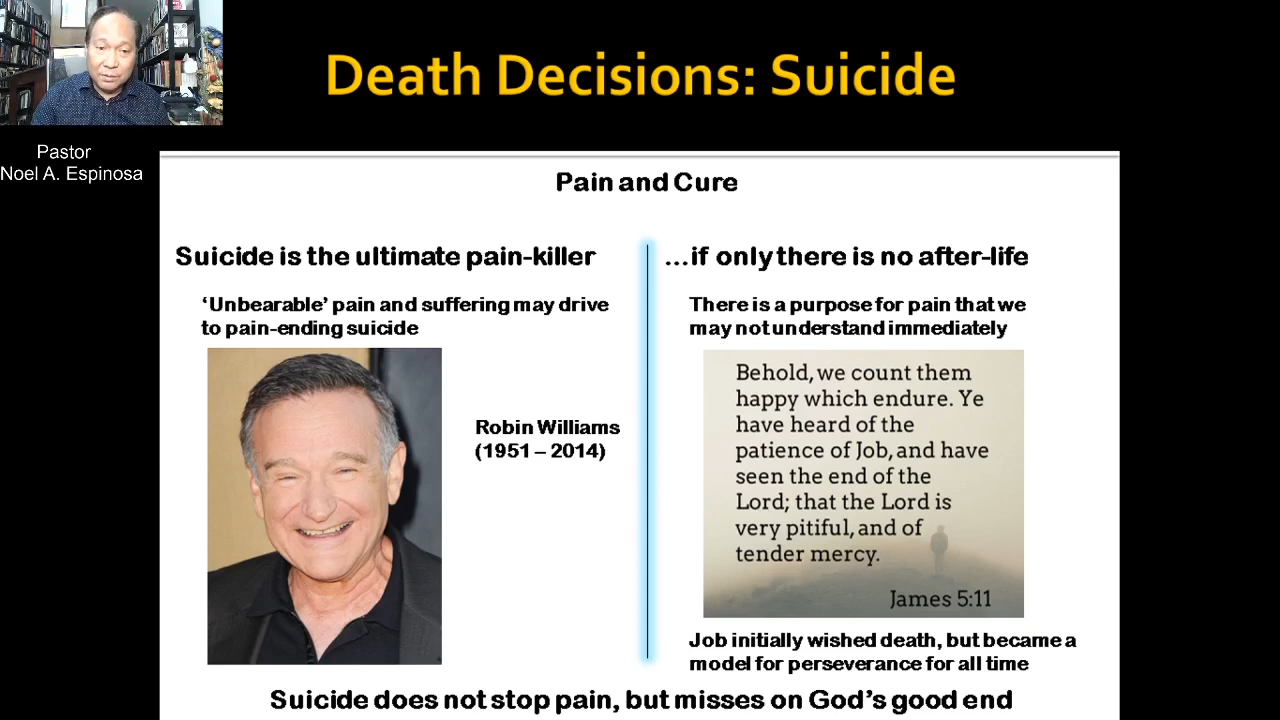 Death Decisions: Suicide
Pastor
Noel A. Espinosa
Pain and Cure
Suicide is the ultimate pain-killer
‘Unbearable’ pain and suffering may drive
to pain-ending suicide
Robin Williams
(1951 – 2014)
...if only there is no after-life
There is a purpose for pain that we
may not understand immediately
Behold, we count them
happy which endure. Ye
have heard of the
patience of Job, and have
seen the end of the
Lord; that the Lord is
very pitiful, and of
tender mercy.
James 5:11
Job initially wished death, but became a
model for perseverance for all time
Suicide does not stop pain, but misses on God’s good end